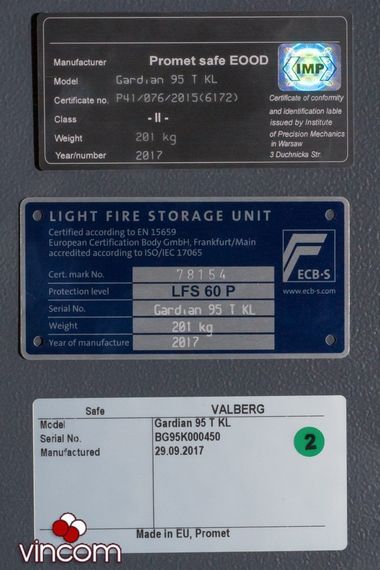 Manufacturer Promet safe EOOD
Model Gardian 95 T KL
Certificate no. P41/076/2015(6172)
Class - II -
Weight 201 kg
Year/number 2017
IMP
Certificate of conformity
and identification lable
issued by Institute
of Precision Mechanics
in Warsaw
3 Duchnicka Str.
LIGHT FIRE STORAGE UNIT
Certified according to EN 15659
European Certification Body GmbH, Frankfurt/Main
accredited according to ISO/IEC 17065
ECB·S
www.ecb-s.com
Cert. mark No. 78154
Protection level LFS 60 P
Serial No. Gardian 95 T KL
Weight 201 kg
Year of manufacture 2017
Safe VALBERG
Model Gardian 95 T KL
Serial No. BG95K000450
Manufactured 29.09.2017
2
Made in EU, Promet
vincom